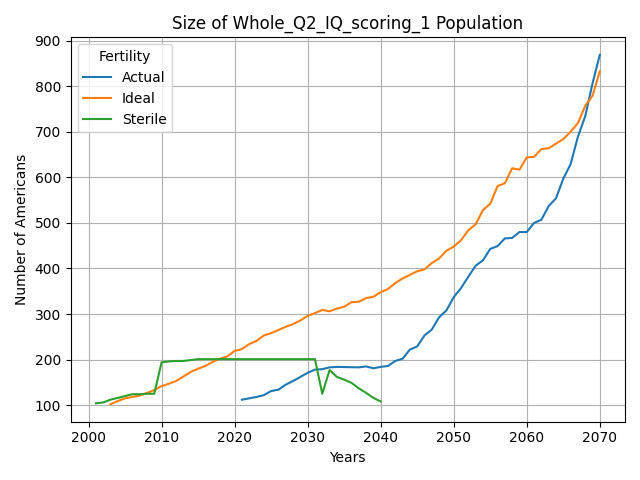 Size of Whole_Q2_IQ_scoring_1 Population
Number of Americans
900
800
700
600
500
400
300
200
100
Fertility
Actual
Ideal
Sterile
2000 2010 2020 2030 2040 2050 2060 2070
Years